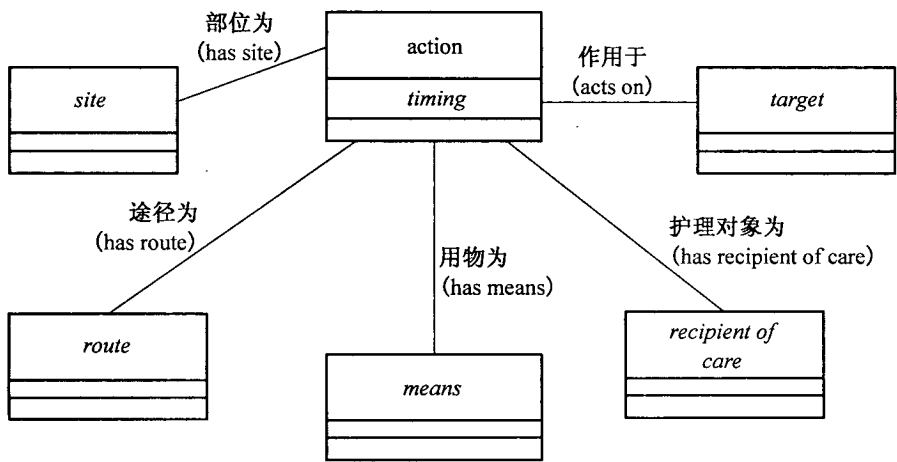 部位为
(has site)
action
作用于
(acts on)
site
timing
target
途径为
(has route)
用物为
(has means)
护理对象为
(has recipient of care)
route
means
recipient of
care